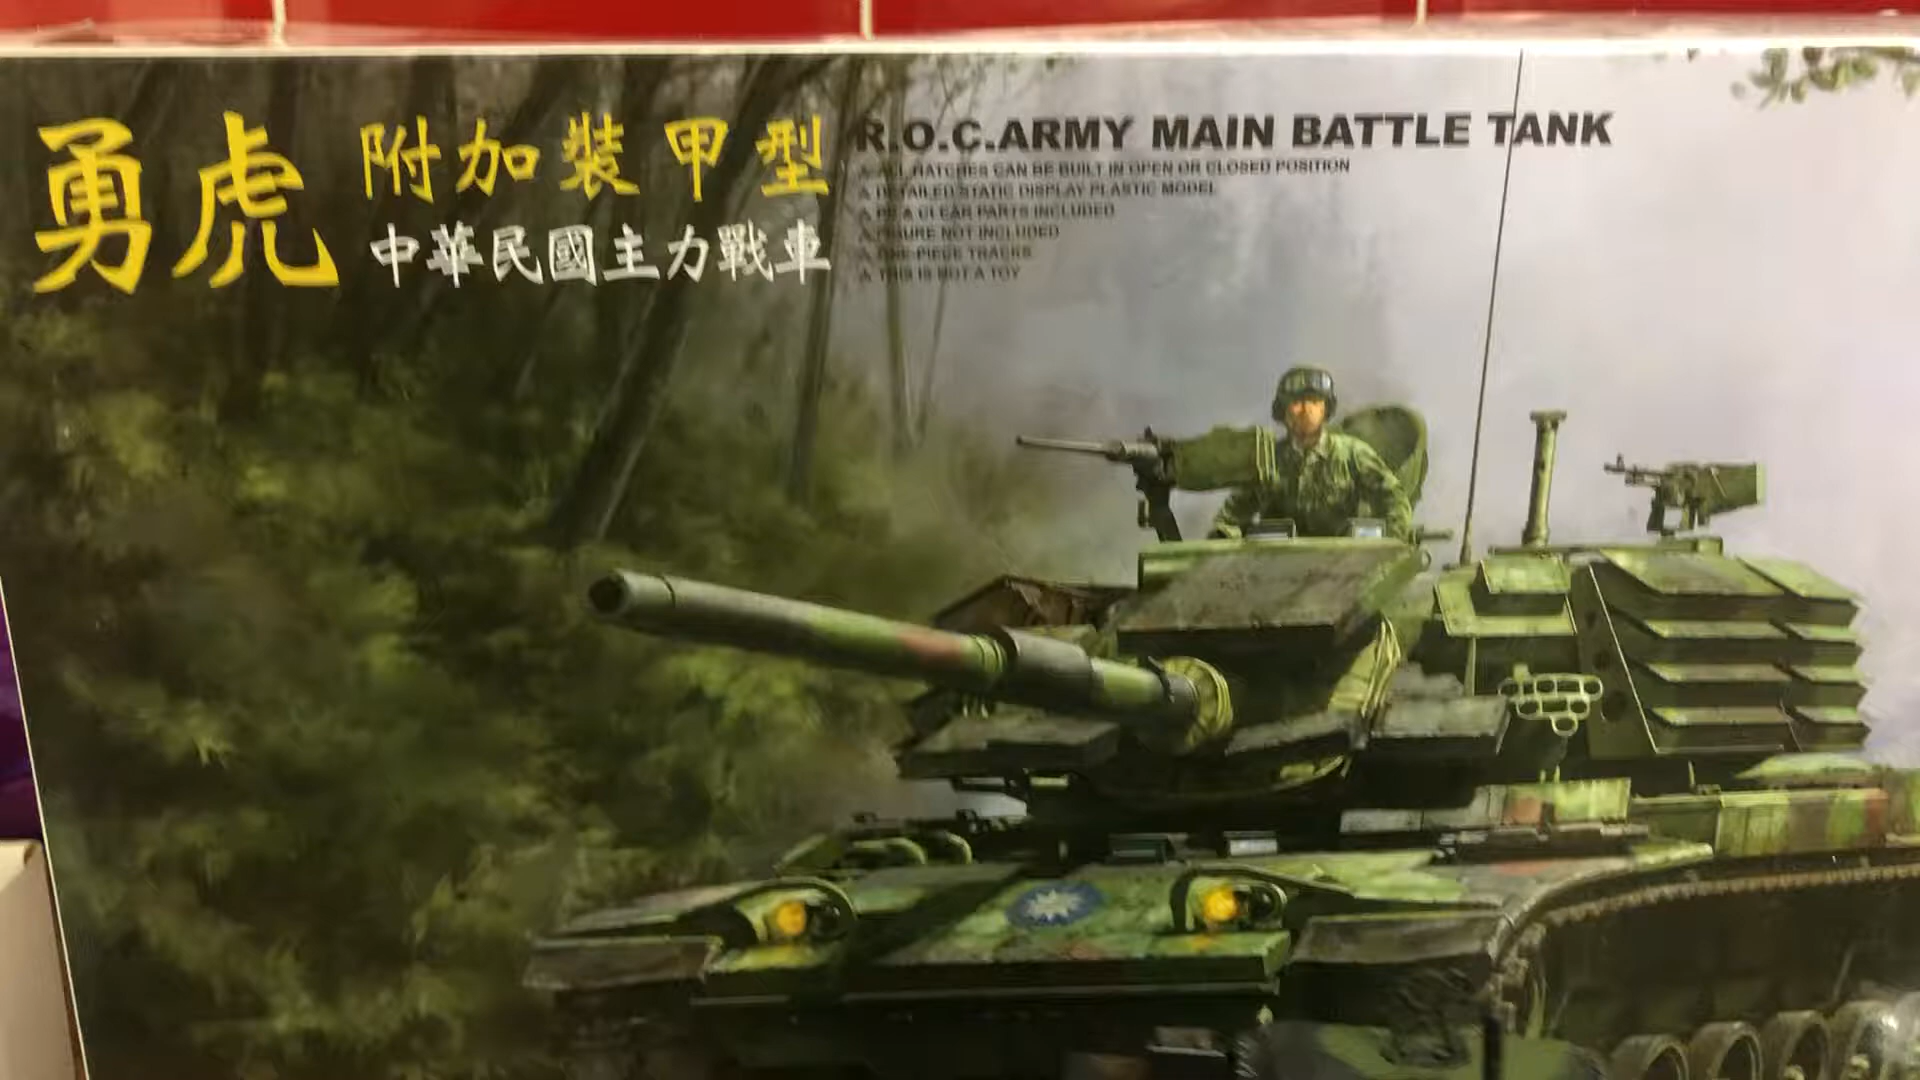 勇虎 附加裝甲型
中華民國主力戰車
R.O.C.ARMY MAIN BATTLE TANK
ALL HATCHES CAN BE BUILT IN OPEN OR CLOSED POSITION
DETAILED STATIC DISPLAY PLASTIC MODEL
PE & CLEAR PARTS INCLUDED
FIGURE NOT INCLUDED
ONE-PIECE TRACKS
THIS IS NOT A TOY